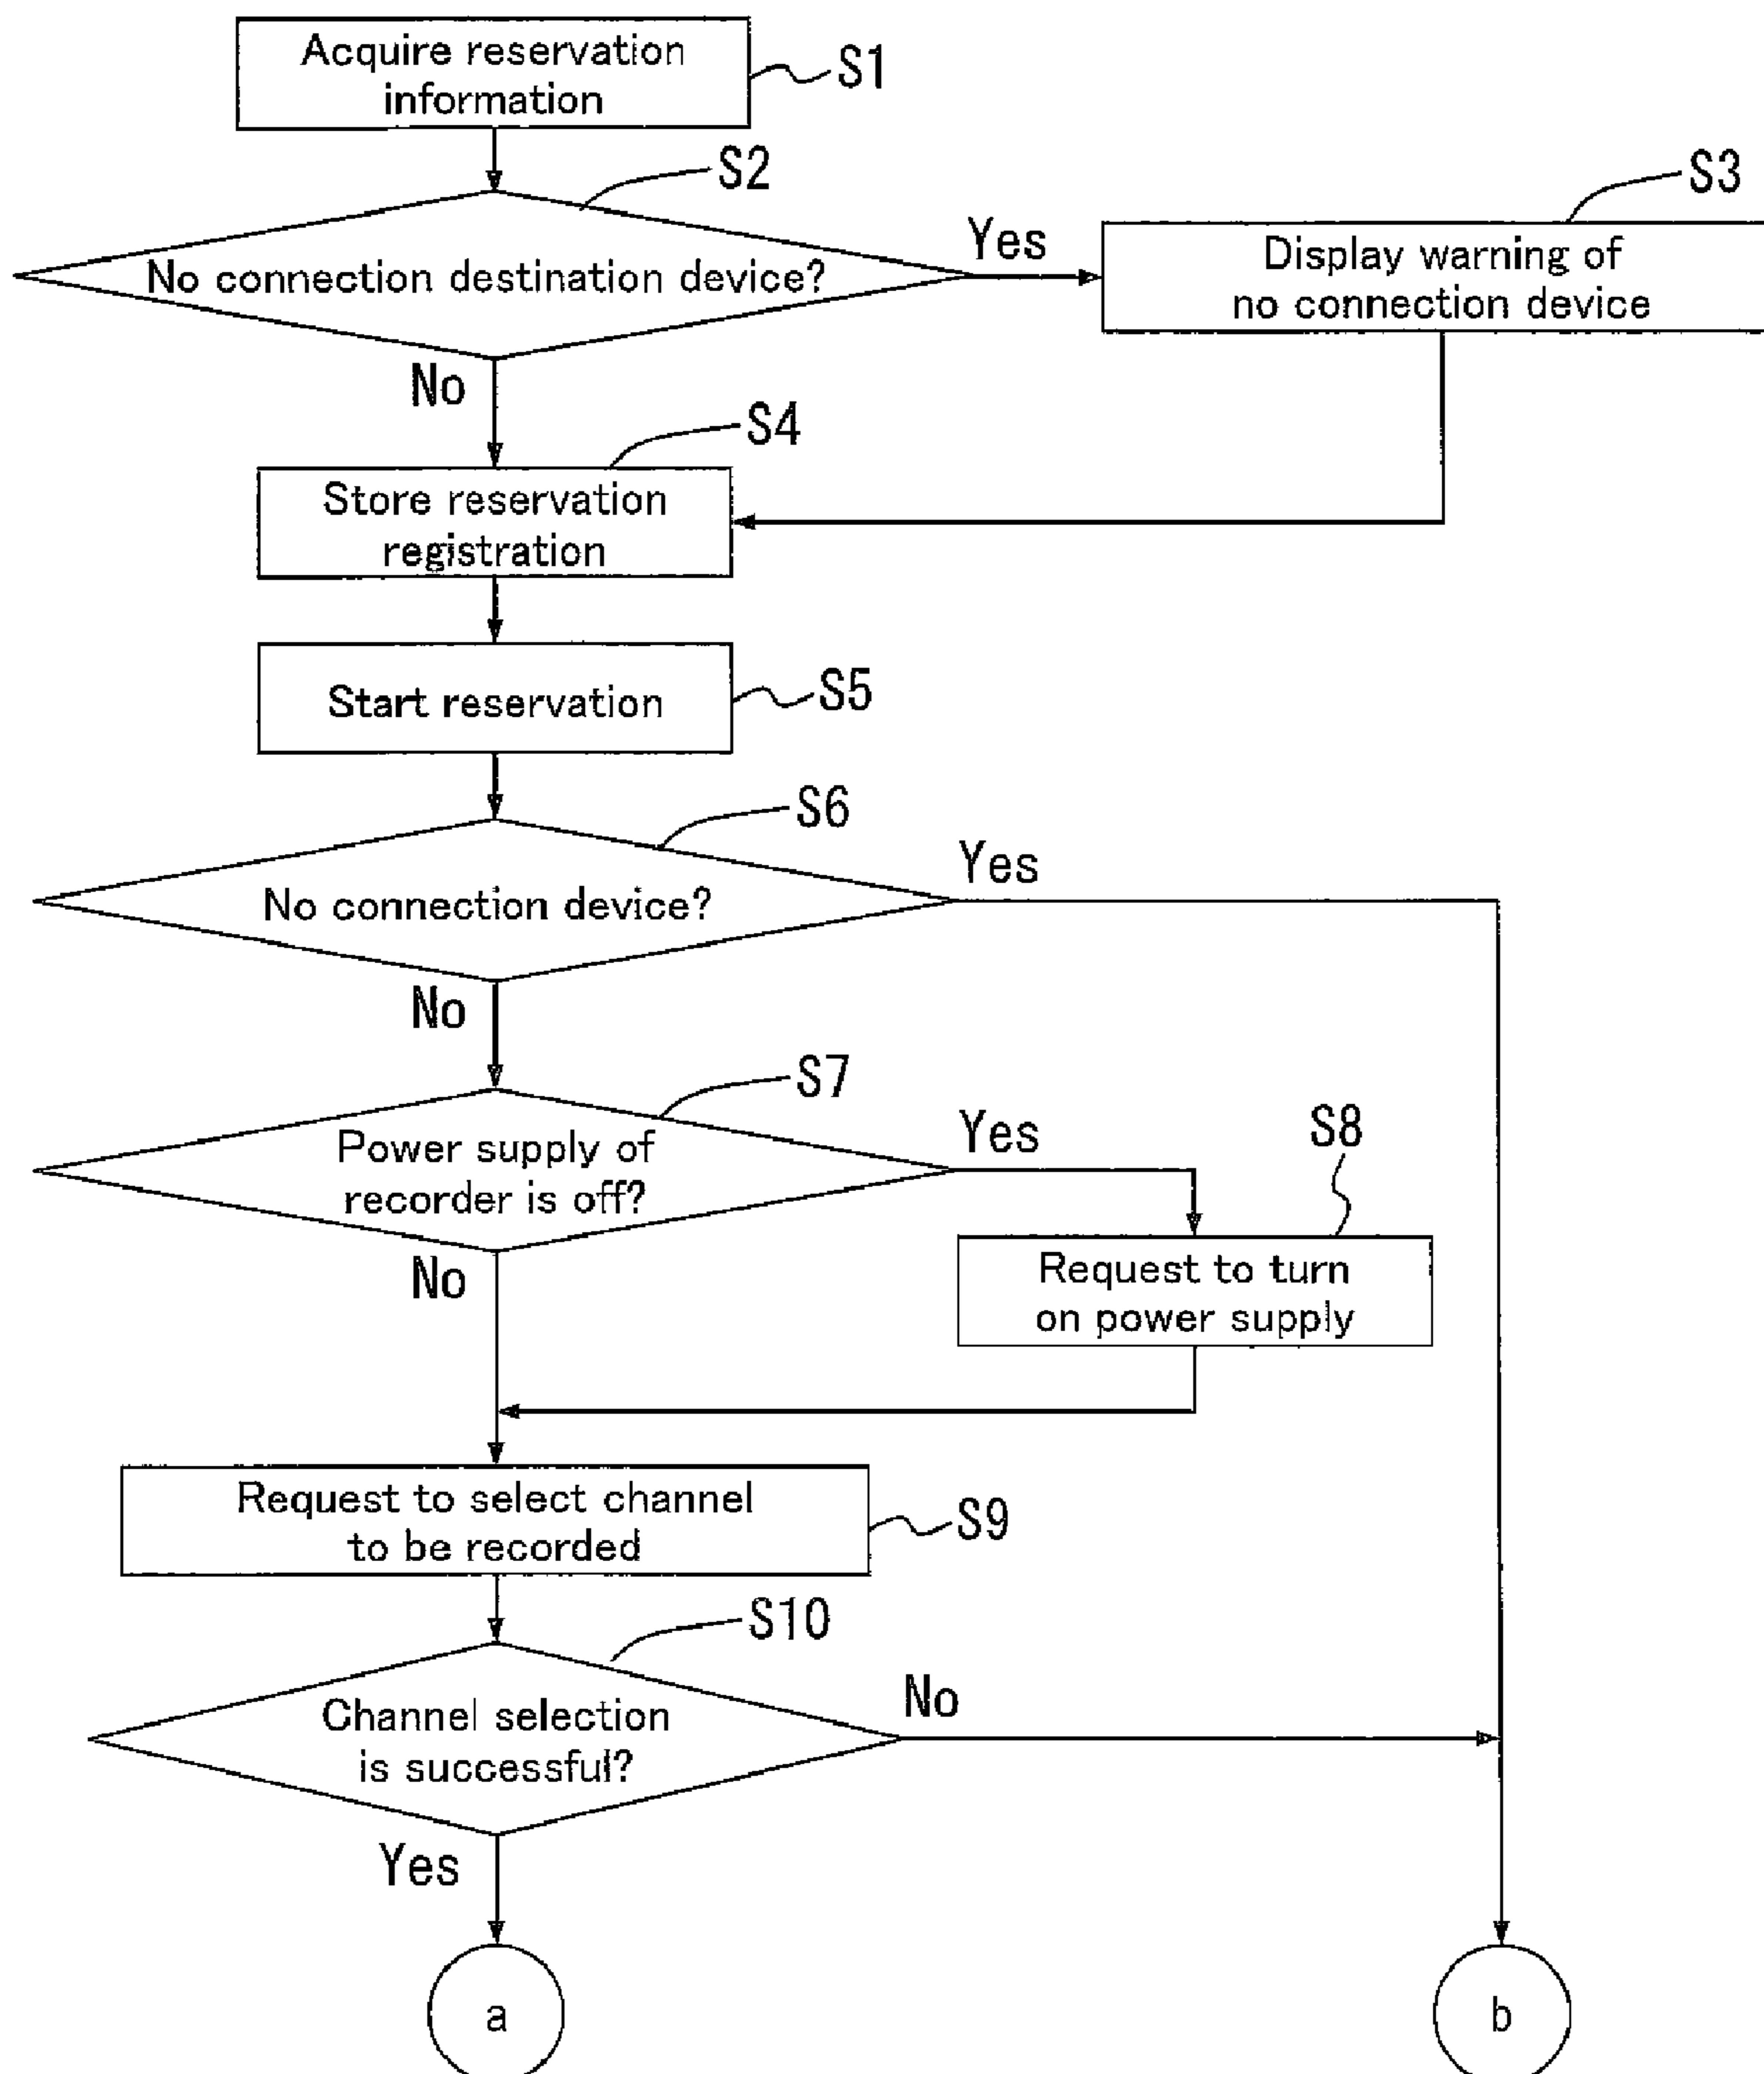 Acquire reservation
information
S1
S2
No connection destination device?
Yes
No
S3
Display warning of
no connection device
S4
Store reservation
registration
Start reservation
S5
S6
No connection device?
Yes
No
S7
Power supply of
recorder is off?
Yes
No
S8
Request to turn
on power supply
Request to select channel
to be recorded
S9
S10
Channel selection
is successful?
No
Yes
a
b